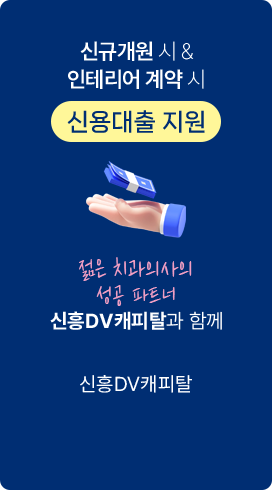 신규개원 시 &
인테리어 계약 시
신용대출 지원
젊은 치과의사의
성공 파트너
신흥DV캐피탈과 함께
신흥DV캐피탈